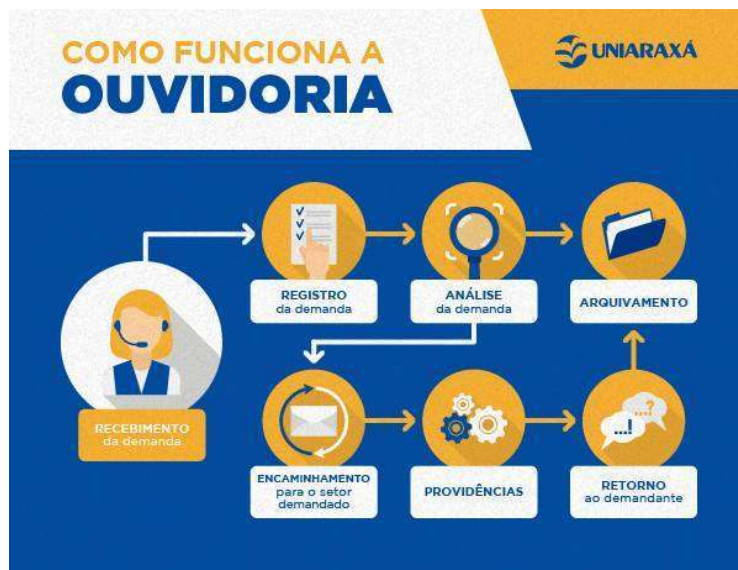 COMO FUNCIONA A
OUVIDORIA
UNIARAXÁ
REGISTRO
da demanda
ANÁLISE
da demanda
ARQUIVAMENTO
RECEBIMENTO
da demanda
ENCAMINHAMENTO
para o setor
demandado
PROVIDÊNCIAS
RETORNO
ao demandante
...!
...?